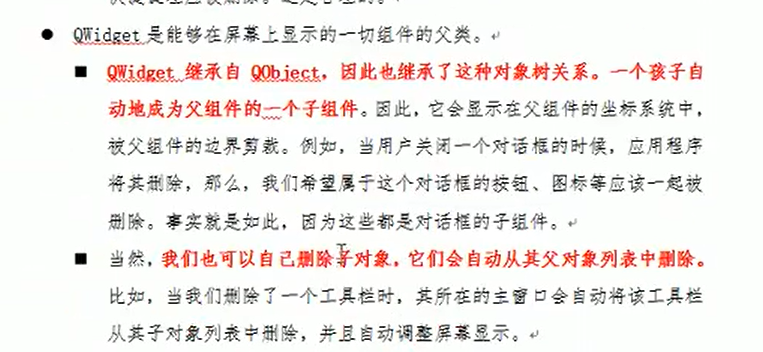 ● QWidget 是能够在屏幕上显示的一切组件的父类。
■ QWidget 继承自 QObject，因此也继承了这种对象树关系。一个孩子自
动地成为父组件的一个子组件。因此，它会显示在父组件的坐标系统中，
被父组件的边界剪裁。例如，当用户关闭一个对话框的时候，应用程序
将其删除，那么，我们希望属于这个对话框的按钮、图标等应该一起被
删除。事实就是如此，因为这些都是对话框的子组件。
■ 当然，我们也可以自己删除子对象，它们会自动从其父对象列表中删除。
比如，当我们删除了一个工具栏时，其所在的主窗口会自动将该工具栏
从其子对象列表中删除，并且自动调整屏幕显示。